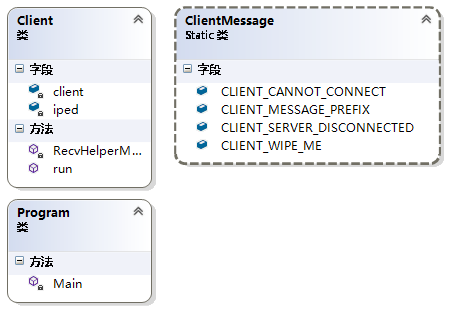 Client
类
字段
client
iped
方法
RecvHelperM...
run
ClientMessage
Static 类
字段
CLIENT_CANNOT_CONNECT
CLIENT_MESSAGE_PREFIX
CLIENT_SERVER_DISCONNECTED
CLIENT_WIPE_ME
Program
类
方法
Main